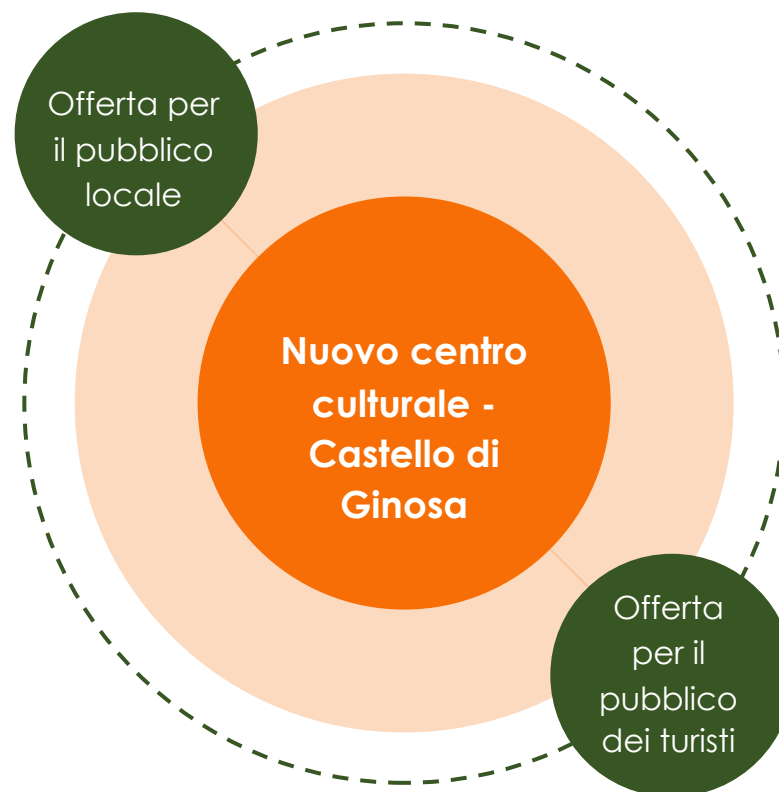 Offerta per
il pubblico
locale
Nuovo centro
culturale -
Castello di
Ginosa
Offerta
per il
pubblico
dei turisti